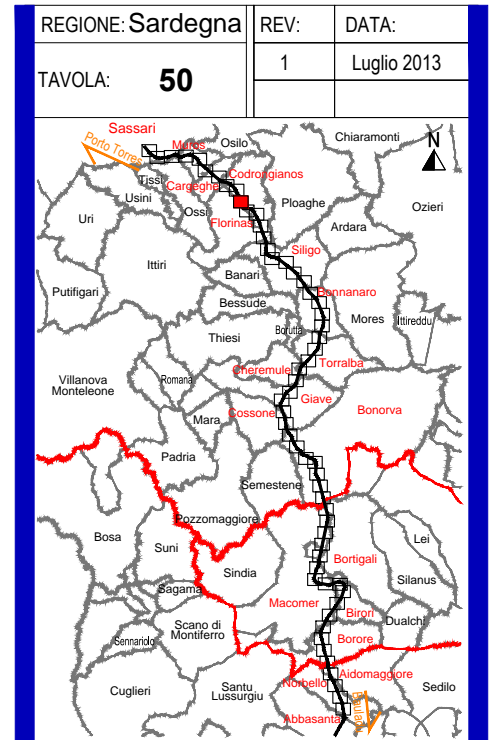 REGIONE: Sardegna
REV:
DATA:
TAVOLA: 50
1
Luglio 2013
Sassari
Porto Torres
Muros
Osilo
Chiaramonti
N
Tissi
Cargeghe
Codrongianos
Usini
Ossi
Ploaghe
Ozieri
Uri
Florinas
Ardara
Siligo
Ittiri
Banari
Putifigari
Bessude
Bonnanaro
Mores
Ittireddu
Thiesi
Borutta
Cheremule
Torralba
Villanova
Monteleone
Romana
Giave
Mara
Cossone
Bonorva
Padria
Semestene
Pozzomaggiore
Bosa
Suni
Lei
Bortigali
Sindia
Silanus
Sagama
Macomer
Birori
Dualchi
Scano di
Montiferro
Sennariolo
Borore
Aidomaggiore
Cuglieri
Santu
Lussurgiu
Norbello
Sedilo
Abbasanta